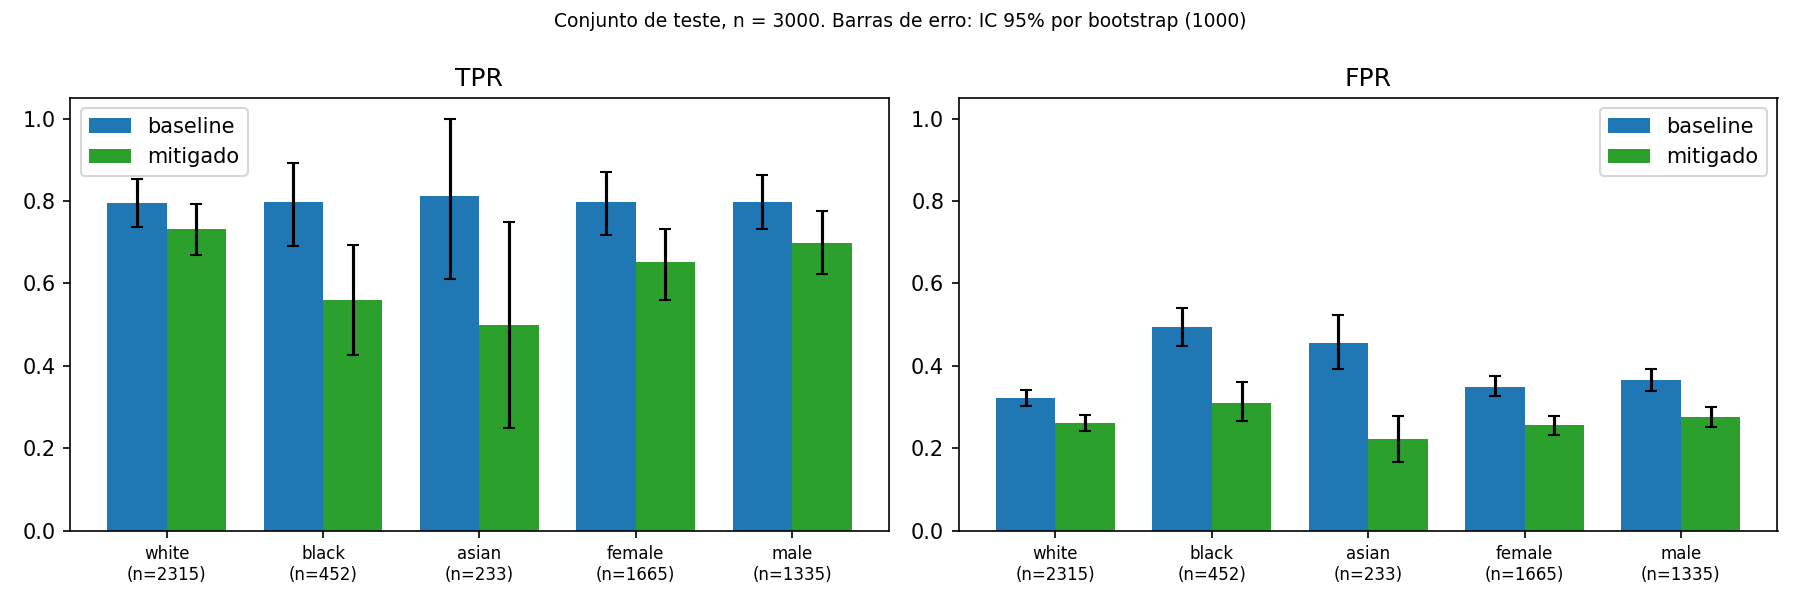 Conjunto de teste, n = 3000. Barras de erro: IC 95% por bootstrap (1000)
TPR
baseline
mitigado
1.0
0.8
0.6
0.4
0.2
0.0
white
(n=2315)
black
(n=452)
asian
(n=233)
female
(n=1665)
male
(n=1335)
FPR
baseline
mitigado
1.0
0.8
0.6
0.4
0.2
0.0
white
(n=2315)
black
(n=452)
asian
(n=233)
female
(n=1665)
male
(n=1335)